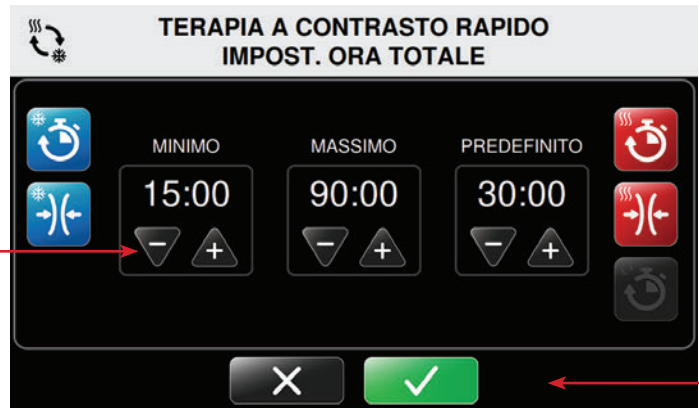 TERAPIA A CONTRASTO RAPIDO
IMPOST. ORA TOTALE
MINIMO MASSIMO PREDEFINITO
15:00 90:00 30:00